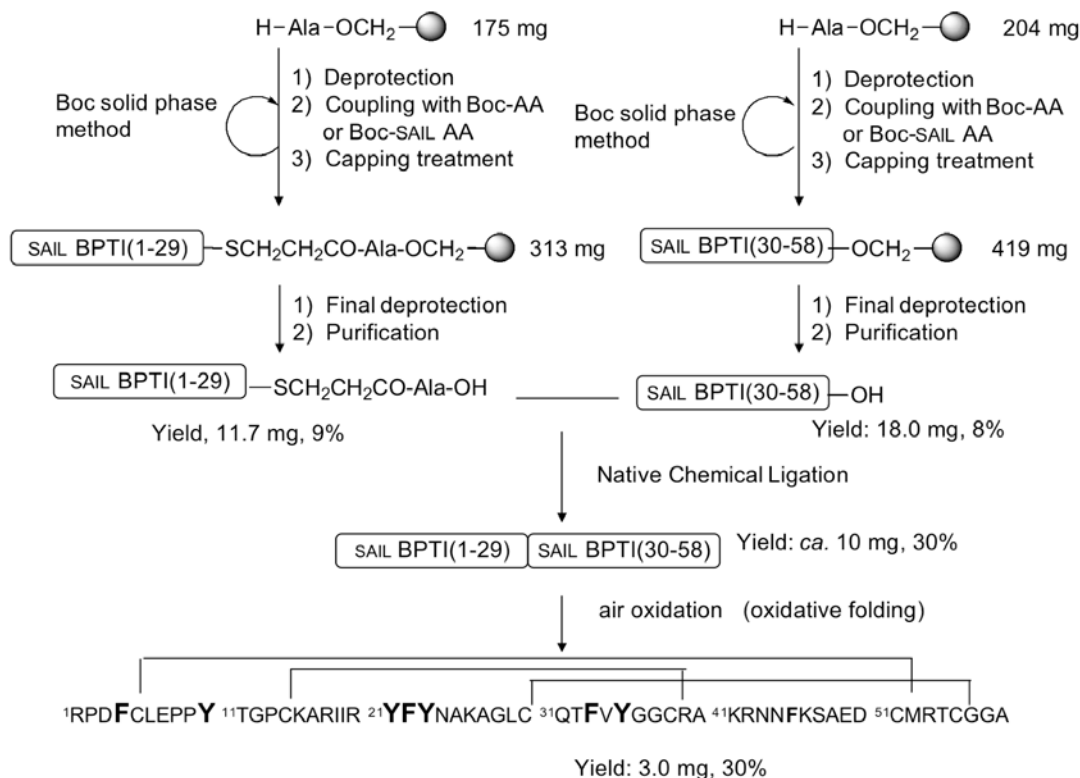 H-Ala-OCH₂- 175 mg
Boc solid phase
method
1) Deprotection
2) Coupling with Boc-AA
or Boc-SAIL AA
3) Capping treatment
SAIL BPTI(1-29) -SCH₂CH₂CO-Ala-OCH₂- 313 mg
1) Final deprotection
2) Purification
SAIL BPTI(1-29) -SCH₂CH₂CO-Ala-OH
Yield, 11.7 mg, 9%
H-Ala-OCH₂- 204 mg
Boc solid phase
method
1) Deprotection
2) Coupling with Boc-AA
or Boc-SAIL AA
3) Capping treatment
SAIL BPTI(30-58) -OCH₂- 419 mg
1) Final deprotection
2) Purification
SAIL BPTI(30-58) -OH
Yield: 18.0 mg, 8%
Native Chemical Ligation
SAIL BPTI(1-29) SAIL BPTI(30-58) Yield: ca. 10 mg, 30%
air oxidation (oxidative folding)
¹RPDFCLEPPY ¹¹TGPCKARIIR ²¹YFYNAKAGLC ³¹QTFVYGGCRA ⁴¹KRNNFKSAED ⁵¹CMRTCGGA
Yield: 3.0 mg, 30%